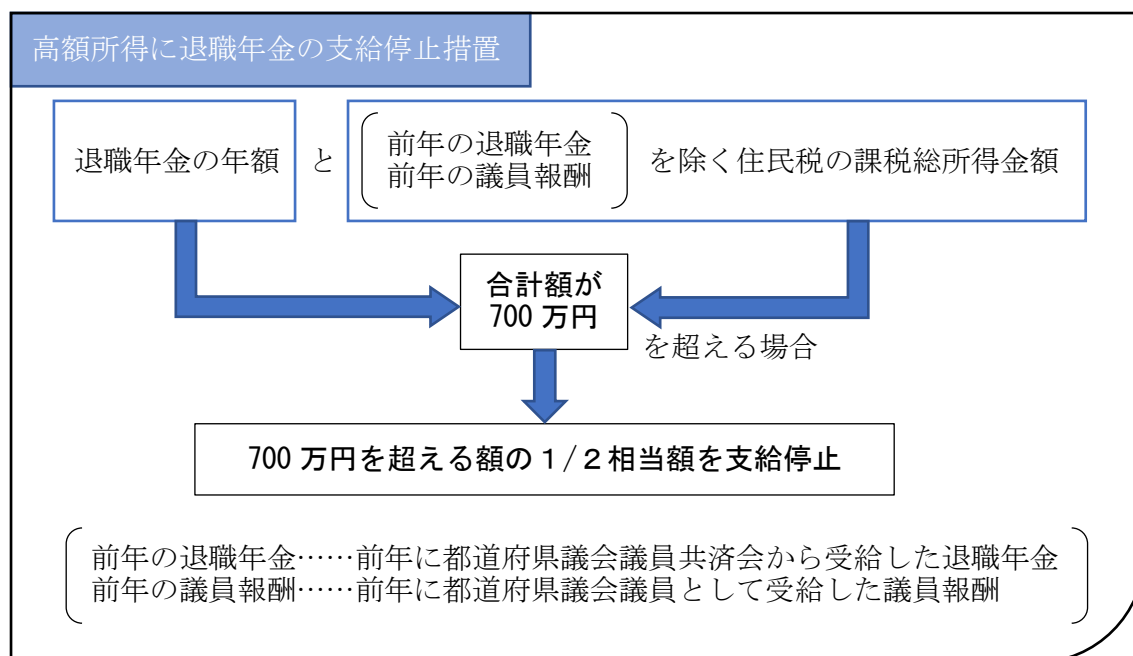 高額所得に退職年金の支給停止措置
退職年金の年額
と
前年の退職年金
前年の議員報酬
を除く住民税の課税総所得金額
合計額が
700 万円
を超える場合
700 万円を超える額の１/２相当額を支給停止
前年の退職年金……前年に都道府県議会議員共済会から受給した退職年金
前年の議員報酬……前年に都道府県議会議員として受給した議員報酬